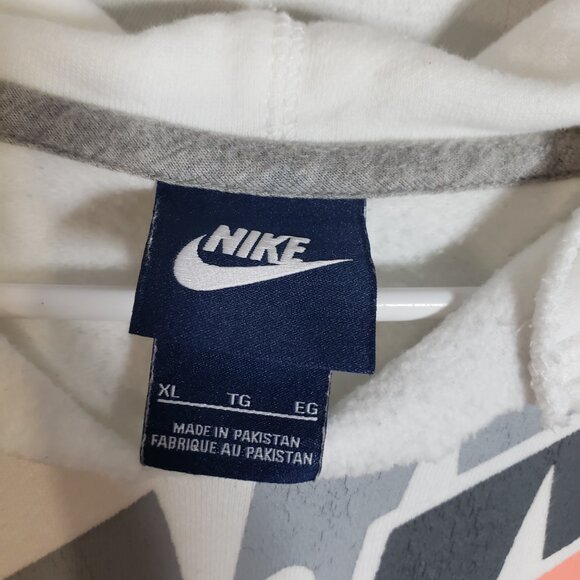 NIKE
XL TG EG
MADE IN PAKISTAN
FABRIQUE AU PAKISTAN